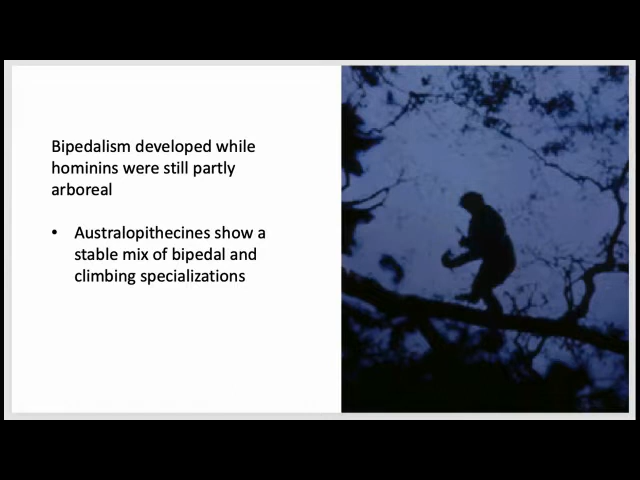 Bipedalism developed while
hominins were still partly
arboreal
• Australopithecines show a
stable mix of bipedal and
climbing specializations